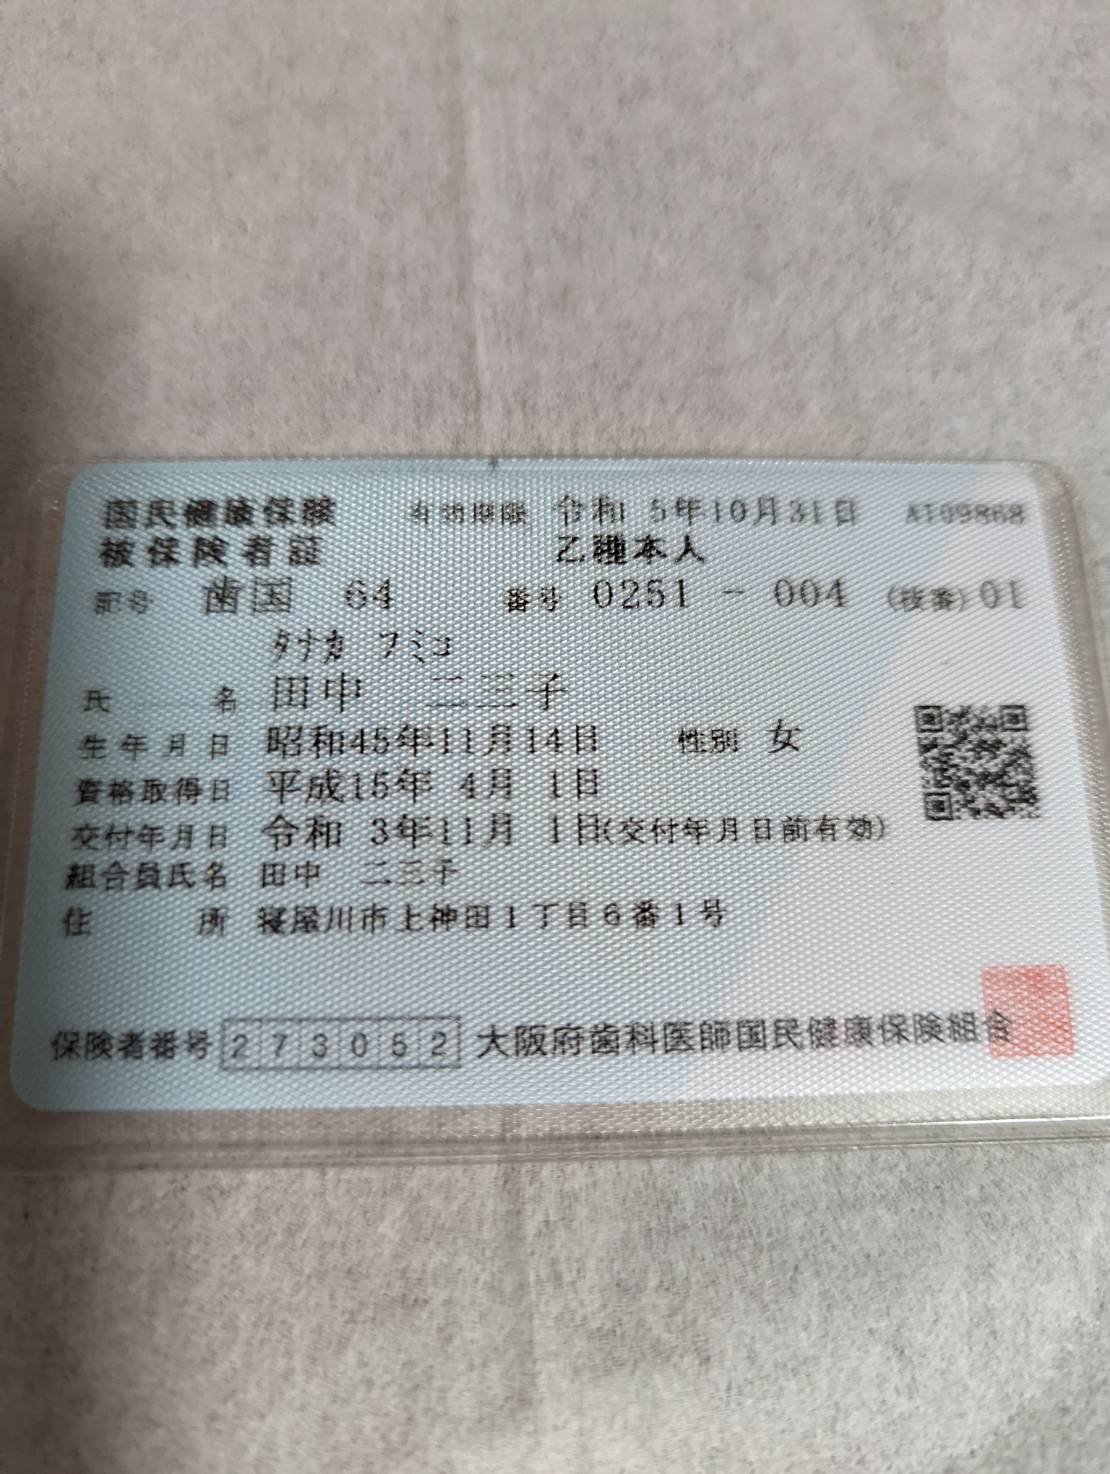 国民健康保険 有効期限 令和 5年10月31日 AT09868
被保険者証 乙種本人
記号 歯国 64 番号 0251 - 004 (枝番) 01
タナカ フミコ
氏名 田中 二三子
生年月日 昭和45年11月14日 性別 女
資格取得日 平成15年 4月 1日
交付年月日 令和 3年11月 1日(交付年月日前有効)
組合員氏名 田中 二三子
住所 寝屋川市上神田1丁目6番1号
保険者番号 273052 大阪府歯科医師国民健康保険組合